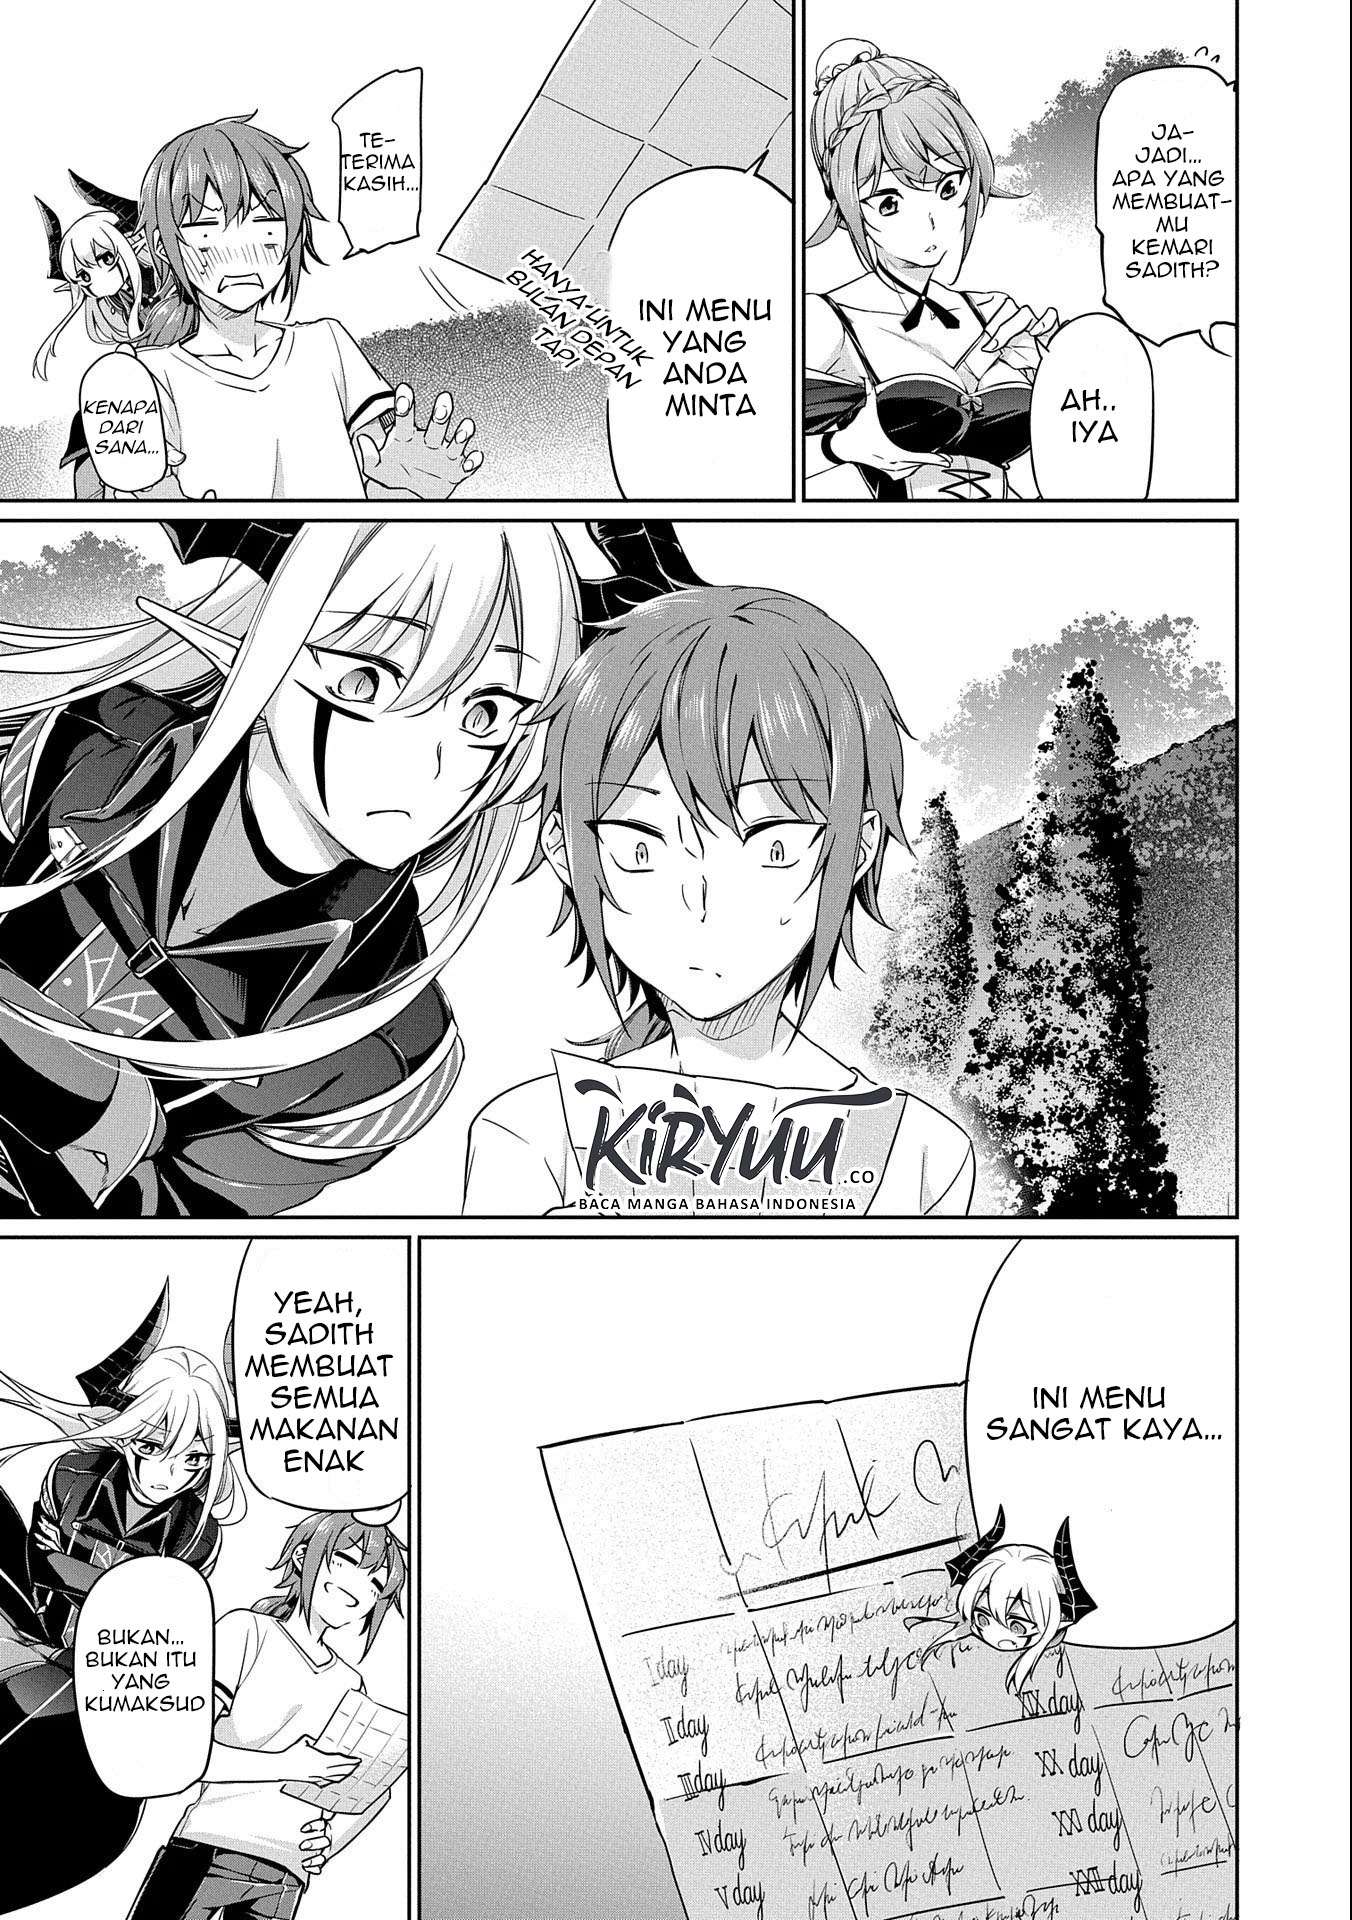 JA-
JADI...
APA YANG
MEMBUAT-
MU
KEMARI
SADITH?
AH..
IYA
INI MENU
YANG
ANDA
MINTA
HANYA UNTUK
BULAN DEPAN
TAPI
TE-
TERIMA
KASIH...
KENAPA
DARI
SANA...
KIRYUU.CO
BACA MANGA BAHASA INDONESIA
INI MENU
SANGAT KAYA...
I day
II day
III day
IV day
V day
XIX day
XX day
XXI day
XXII day
YEAH,
SADITH
MEMBUAT
SEMUA
MAKANAN
ENAK
BUKAN...
BUKAN ITU
YANG
KUMAKSUD